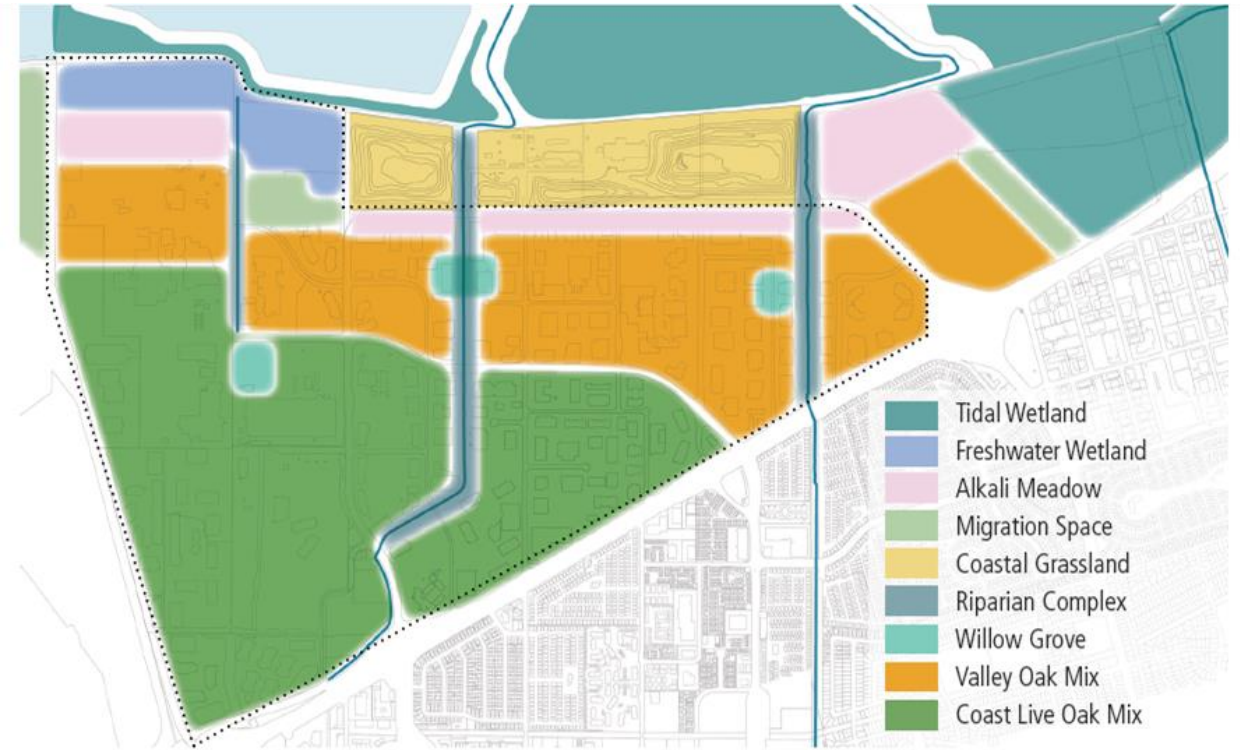 Tidal Wetland
Freshwater Wetland
Alkali Meadow
Migration Space
Coastal Grassland
Riparian Complex
Willow Grove
Valley Oak Mix
Coast Live Oak Mix